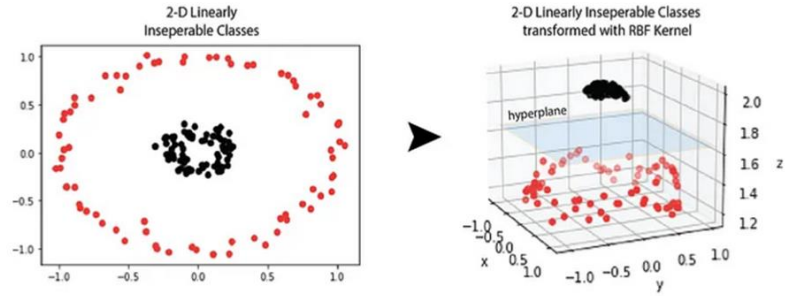 2-D Linearly
Inseperable Classes
1.0
0.5
0.0
−0.5
−1.0
−1.0 −0.5 0.0 0.5 1.0
2-D Linearly Inseperable Classes
transformed with RBF Kernel
hyperplane
2.0
1.8
1.6
1.4
1.2
z
−1.0
−0.5
0.0
0.5
1.0
x
−1.0 −0.5 0.0 0.5 1.0
y